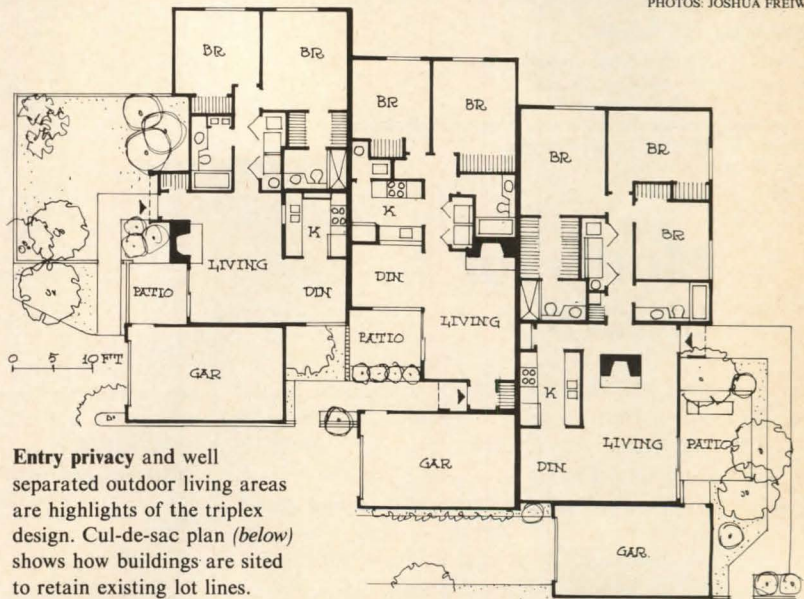 PHOTOS: JOSHUA FREIW
BR
BR
BR
BR
BR
BR
BR
K
K
LIVING
DIN
DIN
PATIO
LIVING
PATIO
0 5 10 FT
GAR
K
LIVING
PATIO
DIN
GAR
GAR.
Entry privacy and well
separated outdoor living areas
are highlights of the triplex
design. Cul-de-sac plan (below)
shows how buildings are sited
to retain existing lot lines.